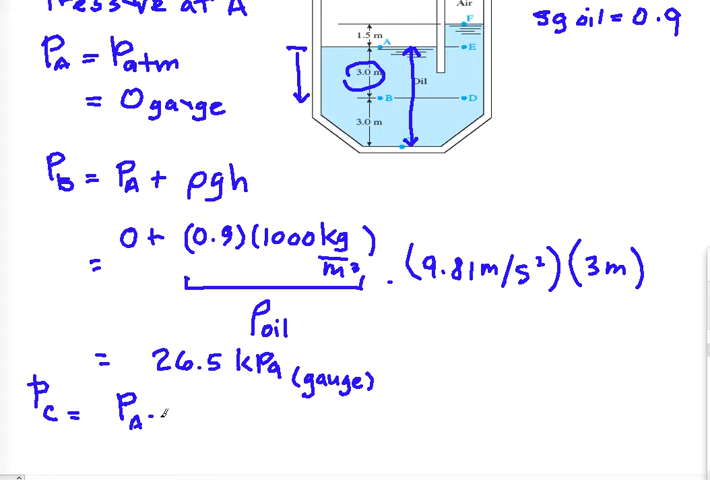 Pressure at A
Air
sg oil = 0.9
F
1.5 m
A
E
P_A = P_atm
3.0 m
Oil
= 0 gauge
B
D
3.0 m
P_B = P_A + ρgh
= 0 + (0.9)(1000 kg/m³) · (9.81 m/s²)(3m)
ρ_oil
= 26.5 kPa (gauge)
P_C = P_A -